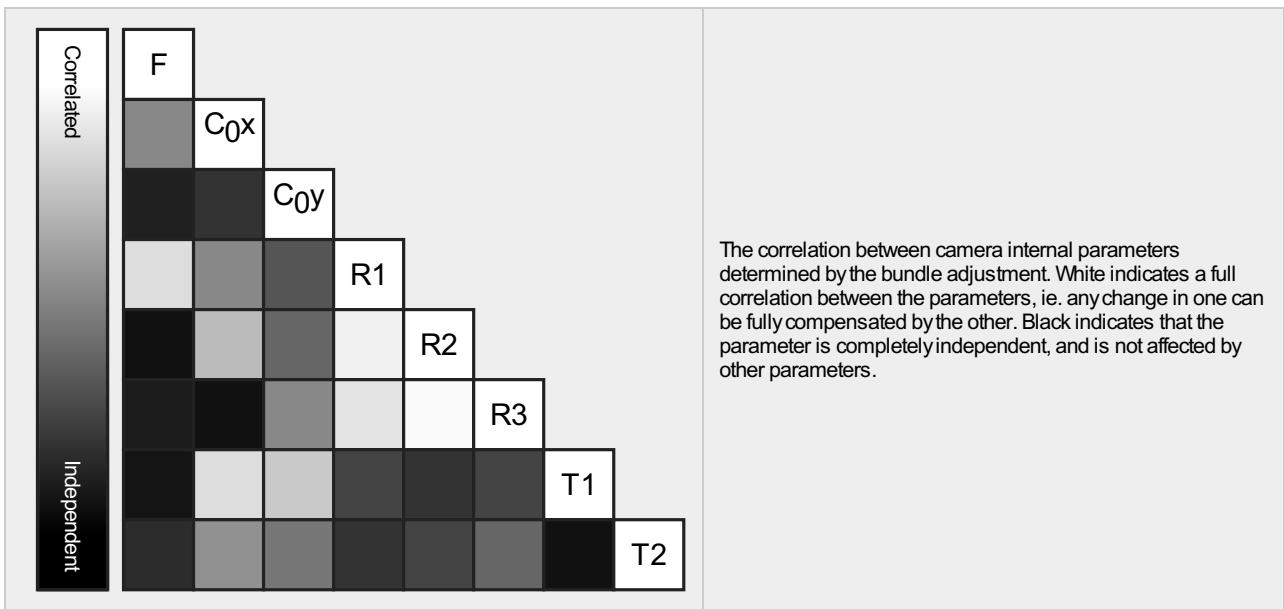 Correlated
Independent
F
C0x
C0y
R1
R2
R3
T1
T2
The correlation between camera internal parameters
determined by the bundle adjustment. White indicates a full
correlation between the parameters, ie. any change in one can
be fully compensated by the other. Black indicates that the
parameter is completely independent, and is not affected by
other parameters.